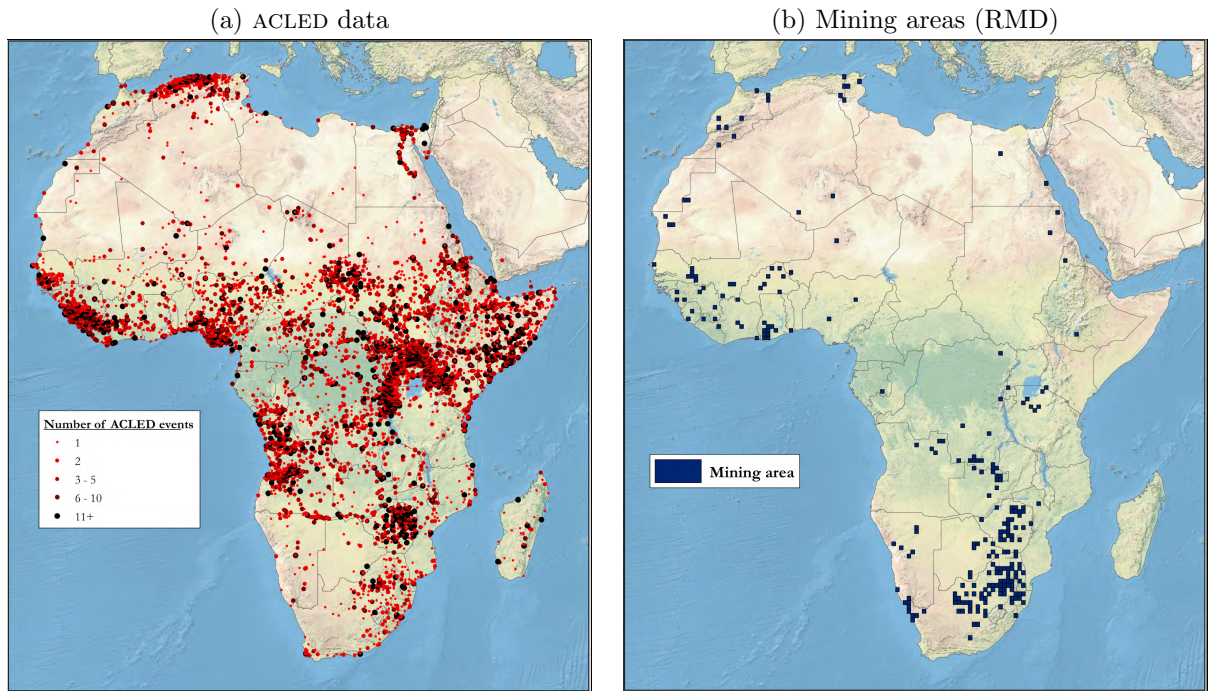 (a) ACLED data
Number of ACLED events
1
2
3 - 5
6 - 10
11+
(b) Mining areas (RMD)
Mining area